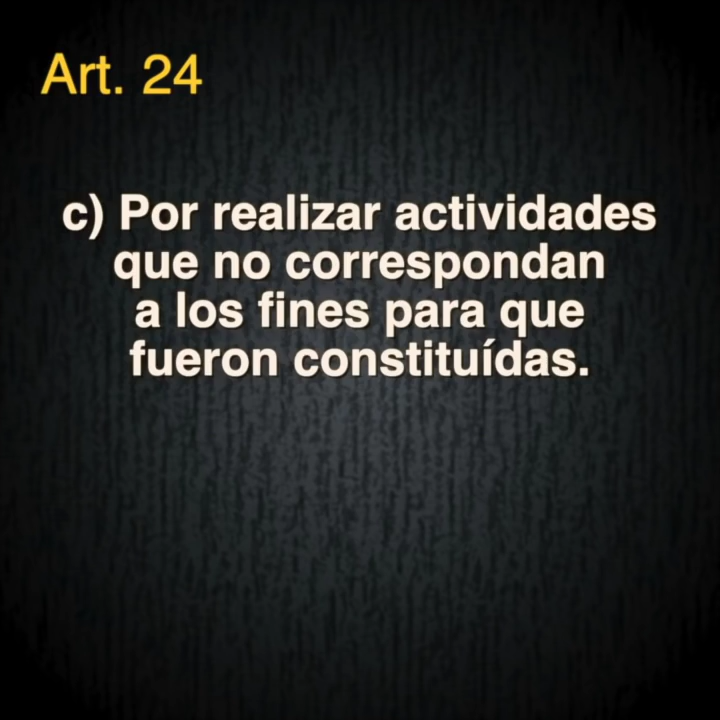 Art. 24
c) Por realizar actividades
que no correspondan
a los fines para que
fueron constituídas.